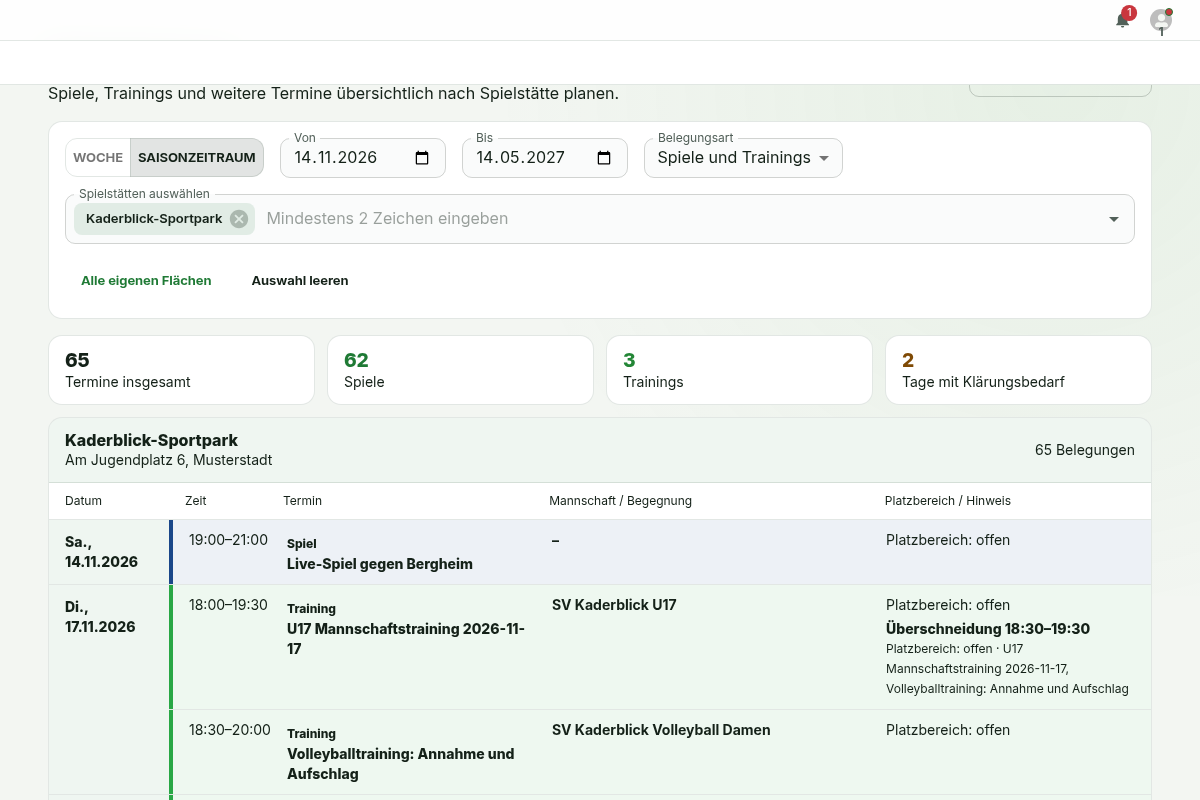 1
1
Spiele, Trainings und weitere Termine übersichtlich nach Spielstätte planen.
WOCHE
SAISONZEITRAUM
Von
14.11.2026
Bis
14.05.2027
Belegungsart
Spiele und Trainings
Spielstätten auswählen
Kaderblick-Sportpark
Mindestens 2 Zeichen eingeben
Alle eigenen Flächen
Auswahl leeren
65
Termine insgesamt
62
Spiele
3
Trainings
2
Tage mit Klärungsbedarf
Kaderblick-Sportpark
Am Jugendplatz 6, Musterstadt
65 Belegungen
Datum
Zeit
Termin
Mannschaft / Begegnung
Platzbereich / Hinweis
Sa.,
14.11.2026
19:00–21:00
Spiel
Live-Spiel gegen Bergheim
–
Platzbereich: offen
Di.,
17.11.2026
18:00–19:30
Training
U17 Mannschaftstraining 2026-11-
17
SV Kaderblick U17
Platzbereich: offen
Überschneidung 18:30–19:30
Platzbereich: offen · U17
Mannschaftstraining 2026-11-17,
Volleyballtraining: Annahme und Aufschlag
18:30–20:00
Training
Volleyballtraining: Annahme und
Aufschlag
SV Kaderblick Volleyball Damen
Platzbereich: offen